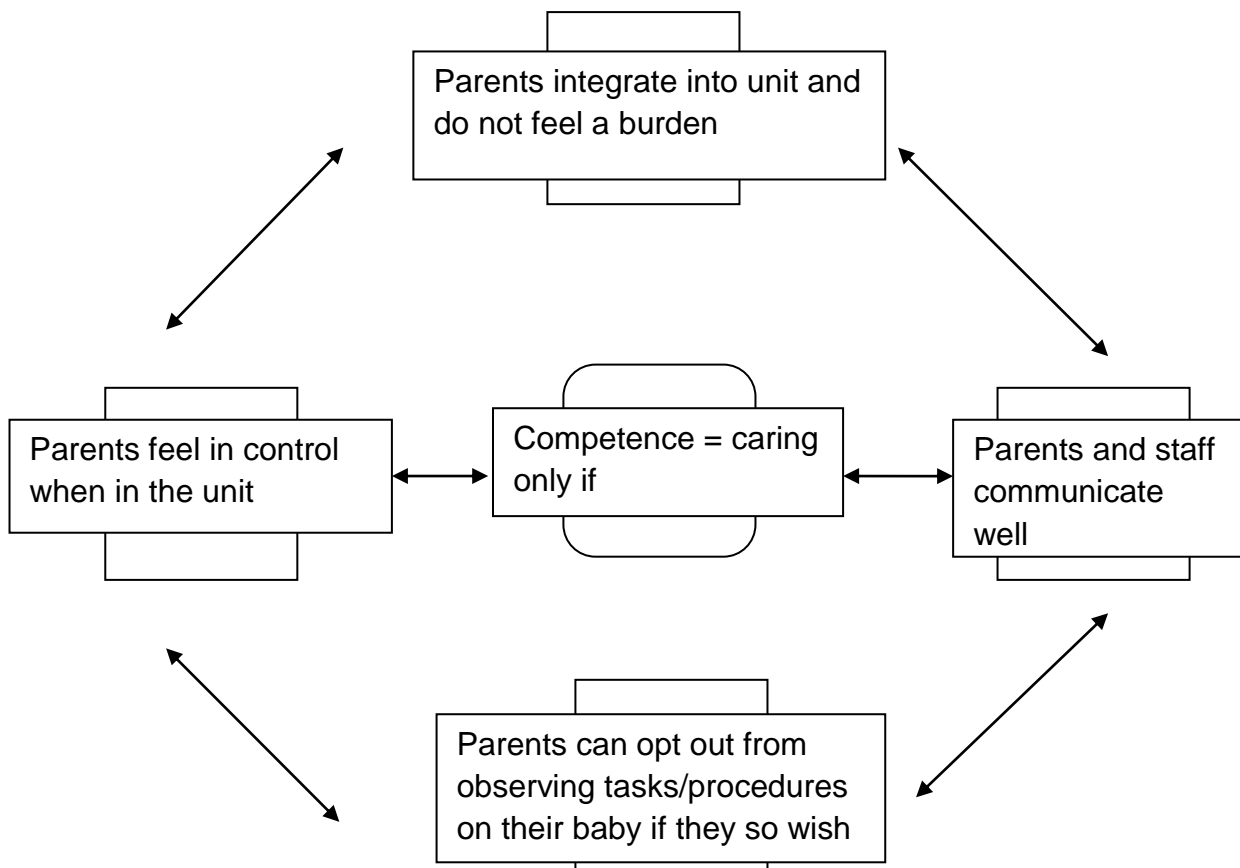 Parents integrate into unit and
do not feel a burden
Parents feel in control
when in the unit
Competence = caring
only if
Parents and staff
communicate
well
Parents can opt out from
observing tasks/procedures
on their baby if they so wish